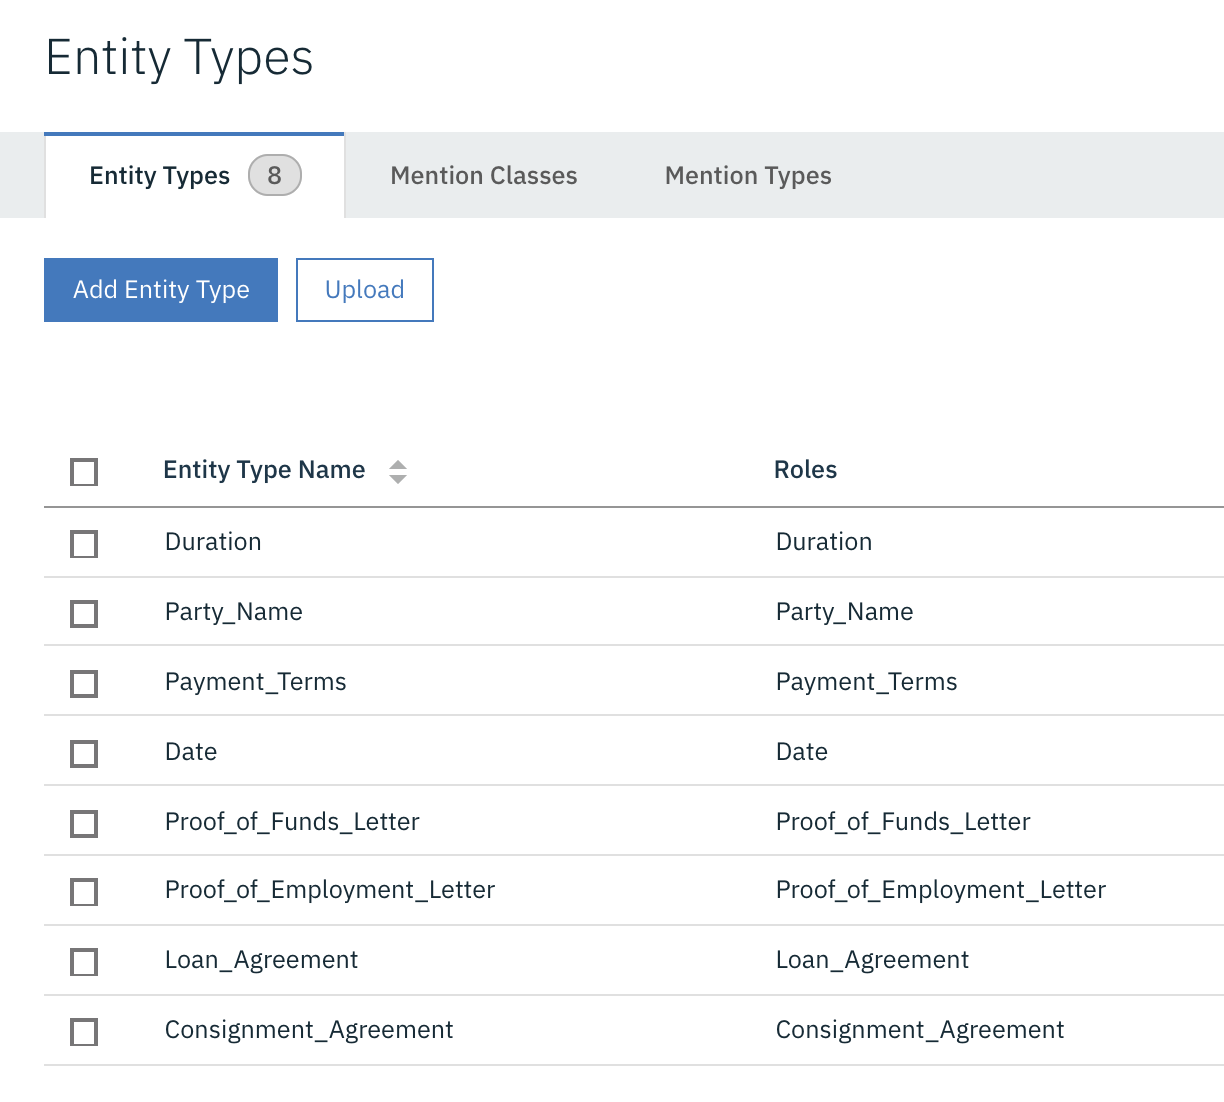 Entity Types
Entity Types 8 Mention Classes Mention Types
Add Entity Type Upload
Entity Type Name Roles
Duration Duration
Party_Name Party_Name
Payment_Terms Payment_Terms
Date Date
Proof_of_Funds_Letter Proof_of_Funds_Letter
Proof_of_Employment_Letter Proof_of_Employment_Letter
Loan_Agreement Loan_Agreement
Consignment_Agreement Consignment_Agreement